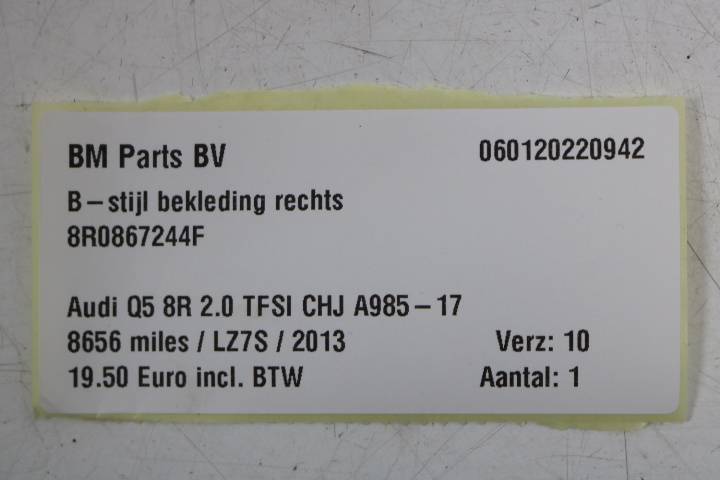 BM Parts BV 060120220942
B-stijl bekleding rechts
8R0867244F
Audi Q5 8R 2.0 TFSI CHJ A985-17
8656 miles / LZ7S / 2013 Verz: 10
19.50 Euro incl. BTW Aantal: 1